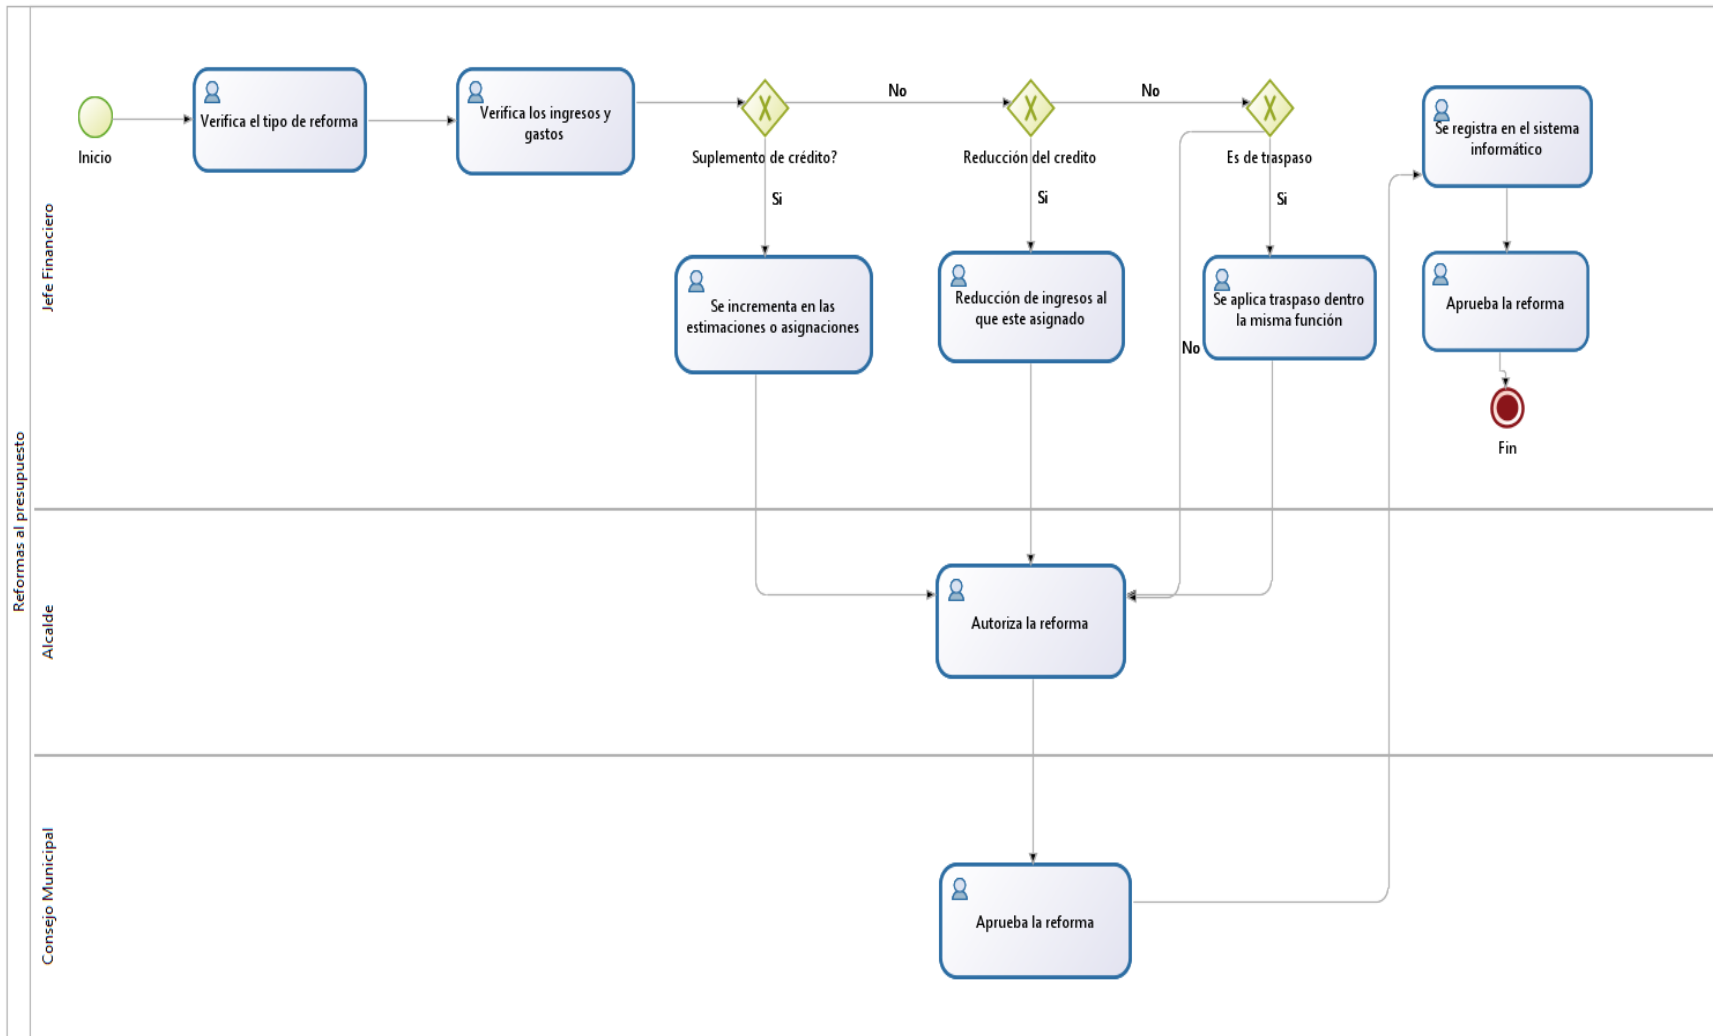 Reformas al presupuesto
Jefe Financiero
Inicio
Verifica el tipo de reforma
Verifica los ingresos y
gastos
Suplemento de crédito?
No
Si
Reducción del credito
No
Si
Es de traspaso
Si
No
Se incrementa en las
estimaciones o asignaciones
Reducción de ingresos al
que este asignado
Se aplica traspaso dentro
la misma función
Se registra en el sistema
informático
Aprueba la reforma
Fin
Alcalde
Autoriza la reforma
Consejo Municipal
Aprueba la reforma